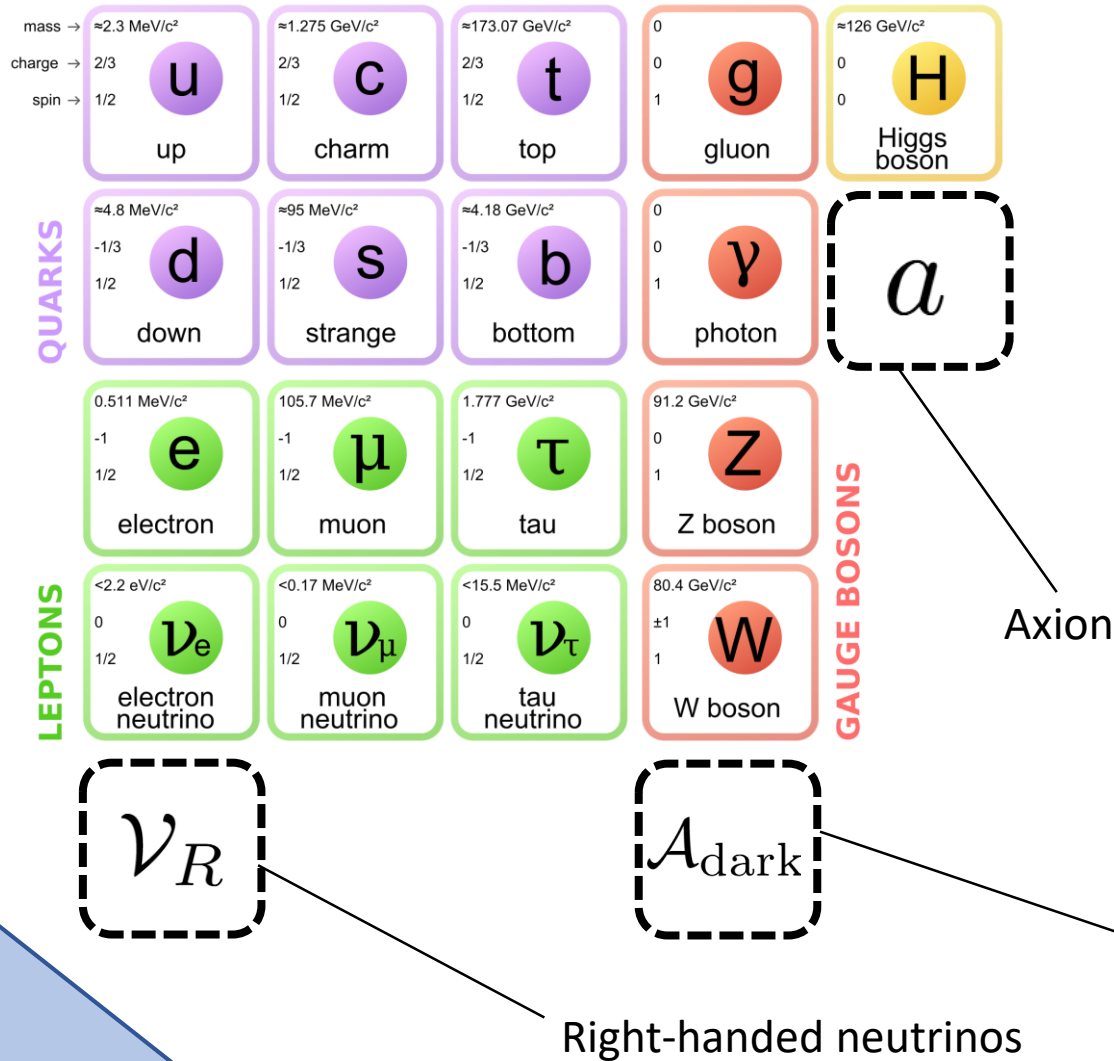 mass →
charge →
spin →
≈2.3 MeV/c²
2/3
1/2
u
up
≈1.275 GeV/c²
2/3
1/2
c
charm
≈173.07 GeV/c²
2/3
1/2
t
top
0
0
1
g
gluon
≈126 GeV/c²
0
0
H
Higgs
boson
QUARKS
≈4.8 MeV/c²
-1/3
1/2
d
down
≈95 MeV/c²
-1/3
1/2
s
strange
≈4.18 GeV/c²
-1/3
1/2
b
bottom
0
0
1
γ
photon
a
0.511 MeV/c²
-1
1/2
e
electron
105.7 MeV/c²
-1
1/2
μ
muon
1.777 GeV/c²
-1
1/2
τ
tau
91.2 GeV/c²
0
1
Z
Z boson
GAUGE BOSONS
Axion
LEPTONS
<2.2 eV/c²
0
1/2
νe
electron
neutrino
<0.17 MeV/c²
0
1/2
νμ
muon
neutrino
<15.5 MeV/c²
0
1/2
ντ
tau
neutrino
80.4 GeV/c²
±1
1
W
W boson
𝒱R
𝒜dark
Right-handed neutrinos